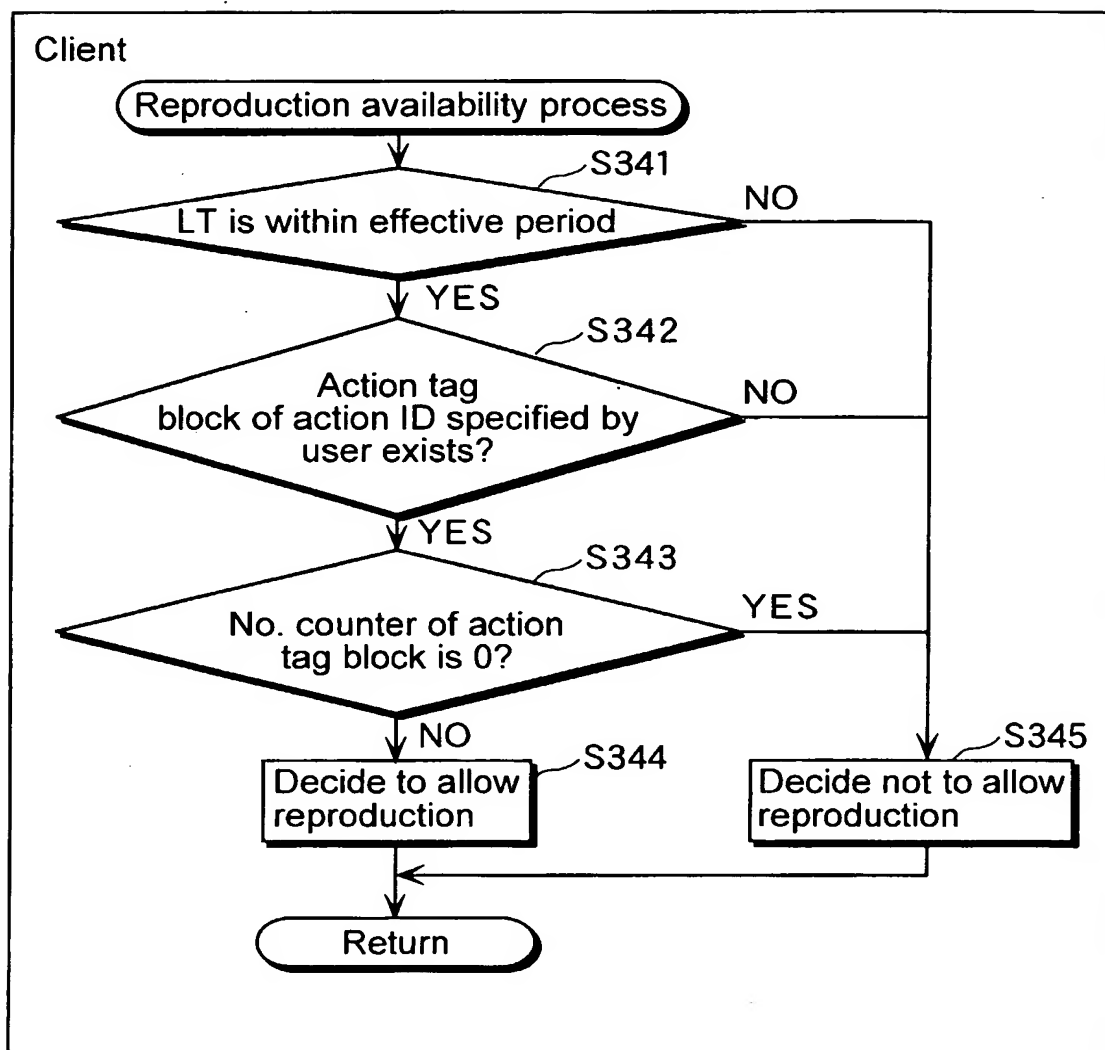 Client
Reproduction availability process
S341
LT is within effective period
NO
YES
S342
Action tag
block of action ID specified by
user exists?
NO
YES
S343
No. counter of action
tag block is 0?
YES
NO
S344
Decide to allow
reproduction
S345
Decide not to allow
reproduction
Return